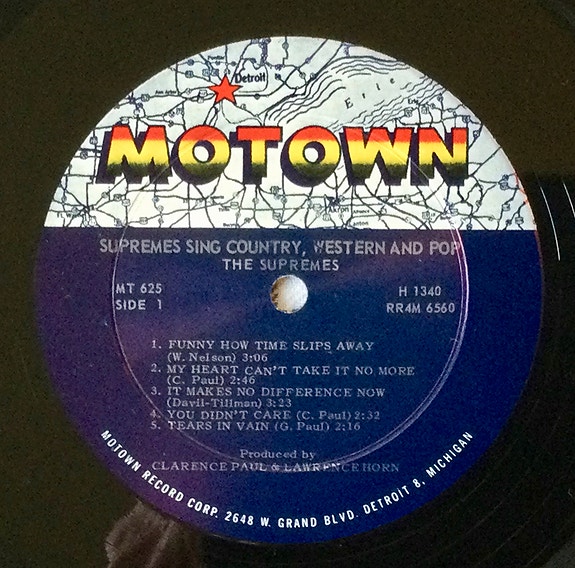 Detroit
Erie
MOTOWN
SUPREMES SING COUNTRY, WESTERN AND POP
THE SUPREMES
MT 625
SIDE 1
H 1340
RR4M 6560
1. FUNNY HOW TIME SLIPS AWAY
(W. Nelson) 3:06
2. MY HEART CAN'T TAKE IT NO MORE
(C. Paul) 2:46
3. IT MAKES NO DIFFERENCE NOW
(Davil-Tillman) 3:23
4. YOU DIDN'T CARE (C. Paul) 2:32
5. TEARS IN VAIN (G. Paul) 2:16
Produced by
CLARENCE PAUL & LAWRENCE HORN
MOTOWN RECORD CORP. 2648 W. GRAND BLVD. DETROIT 8, MICHIGAN